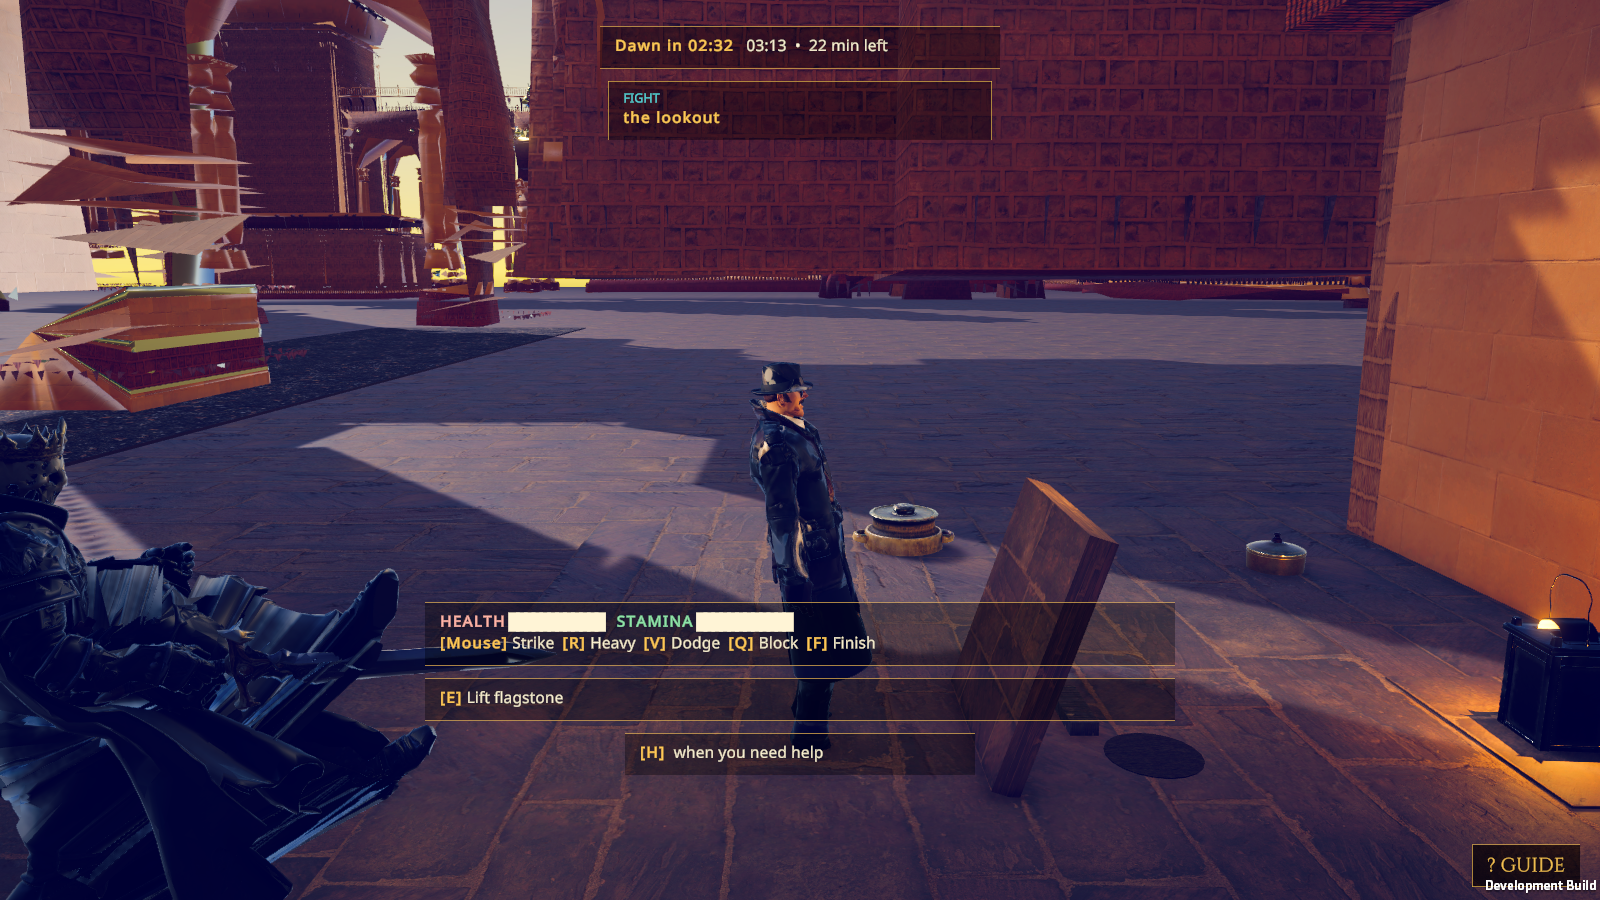 Dawn in 02:32 03:13 • 22 min left
FIGHT
the lookout
HEALTH STAMINA
[Mouse] Strike [R] Heavy [V] Dodge [Q] Block [F] Finish
[E] Lift flagstone
[H] when you need help
? GUIDE
Development Build